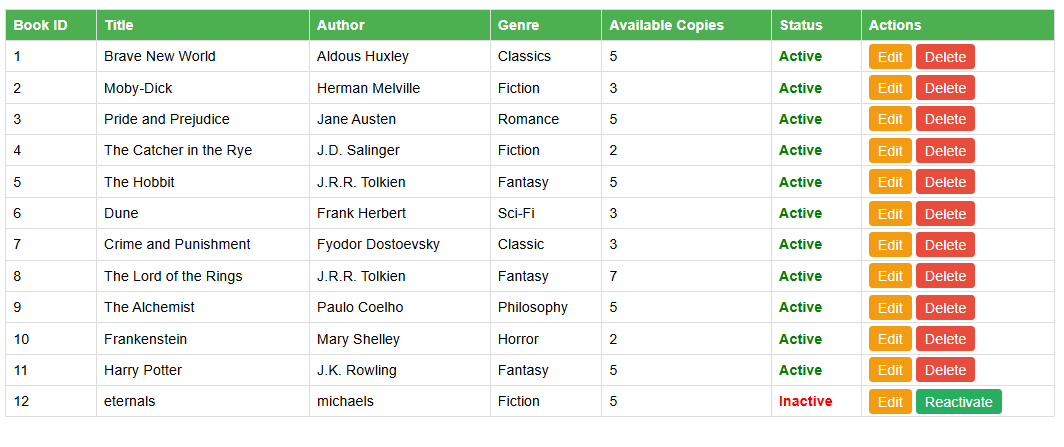 Book ID Title Author Genre Available Copies Status Actions
1 Brave New World Aldous Huxley Classics 5 Active Edit Delete
2 Moby-Dick Herman Melville Fiction 3 Active Edit Delete
3 Pride and Prejudice Jane Austen Romance 5 Active Edit Delete
4 The Catcher in the Rye J.D. Salinger Fiction 2 Active Edit Delete
5 The Hobbit J.R.R. Tolkien Fantasy 5 Active Edit Delete
6 Dune Frank Herbert Sci-Fi 3 Active Edit Delete
7 Crime and Punishment Fyodor Dostoevsky Classic 3 Active Edit Delete
8 The Lord of the Rings J.R.R. Tolkien Fantasy 7 Active Edit Delete
9 The Alchemist Paulo Coelho Philosophy 5 Active Edit Delete
10 Frankenstein Mary Shelley Horror 2 Active Edit Delete
11 Harry Potter J.K. Rowling Fantasy 5 Active Edit Delete
12 eternals michaels Fiction 5 Inactive Edit Reactivate